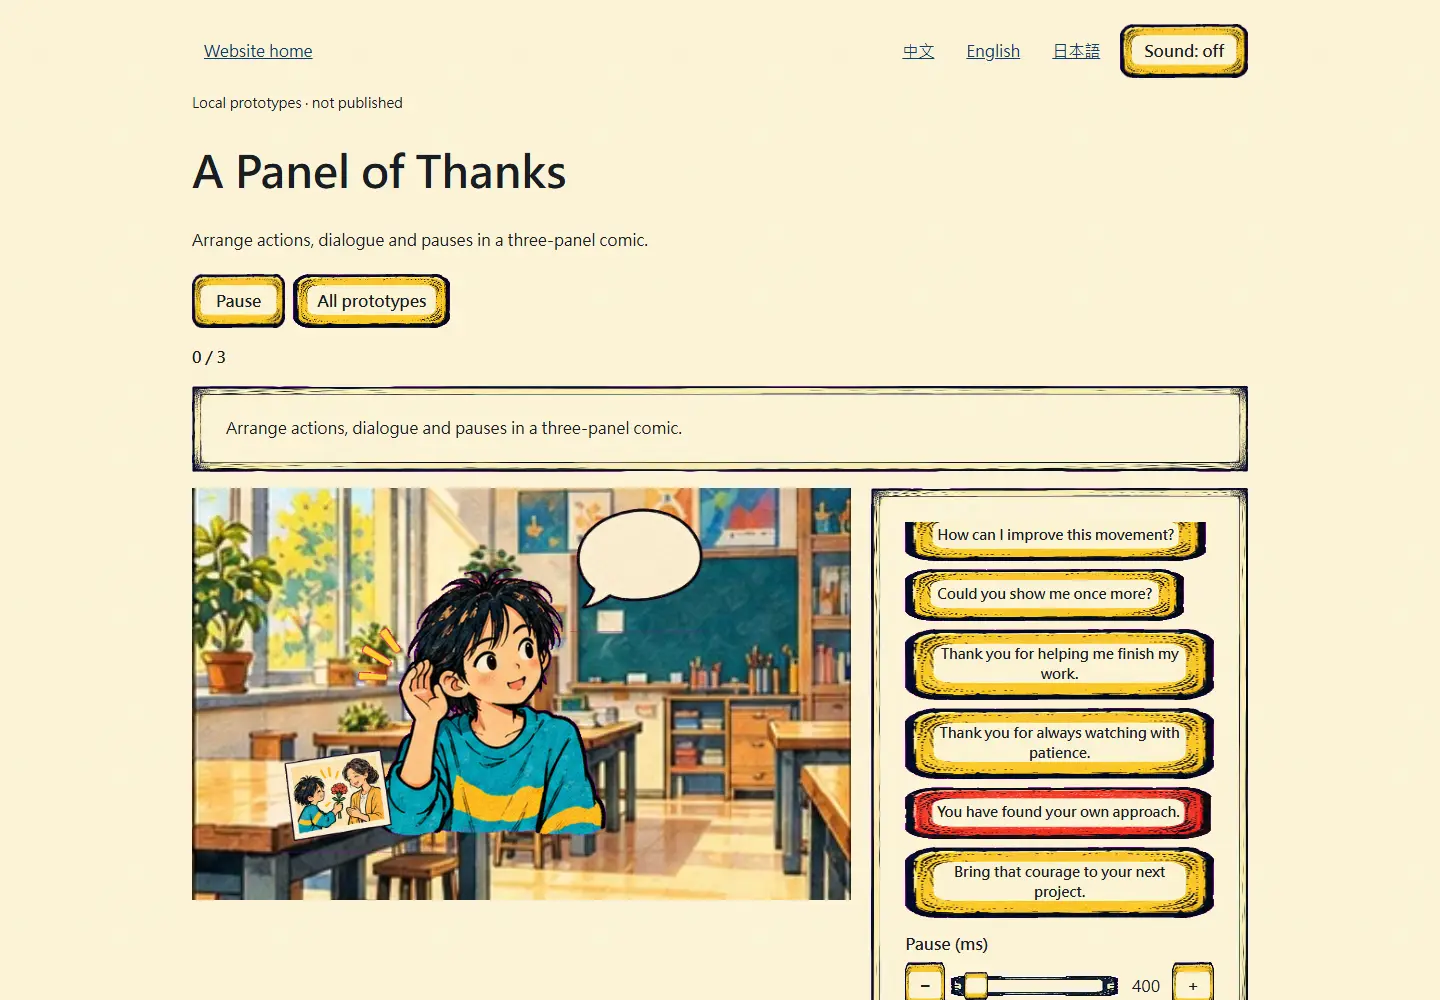 Website home
中文
English
日本語
Sound: off
Local prototypes · not published
A Panel of Thanks
Arrange actions, dialogue and pauses in a three-panel comic.
Pause
All prototypes
0 / 3
Arrange actions, dialogue and pauses in a three-panel comic.
How can I improve this movement?
Could you show me once more?
Thank you for helping me finish my
work.
Thank you for always watching with
patience.
You have found your own approach.
Bring that courage to your next
project.
Pause (ms)
−
400
+